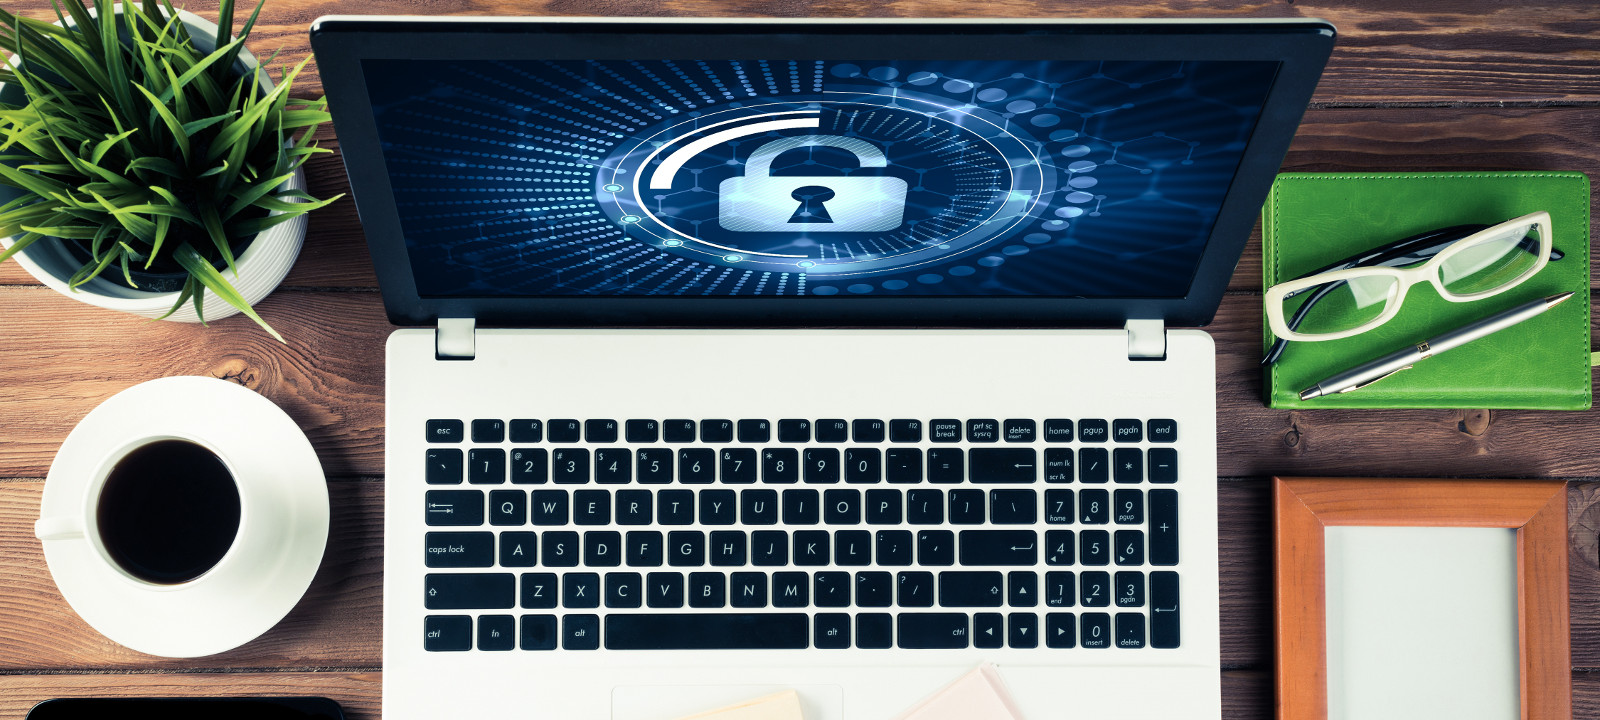 esc f1 f2 f3 f4 f5 f6 f7 f8 f9 f10 f11 f12 pause break prt sc sysrq delete insert home pgup pgdn end
~ ` ! 1 @ 2 # 3 $ 4 % 5 ^ 6 & 7 * 8 ( 9 ) 0 - - + = num lk scr lk / * -
Q W E R T Y U I O P { [ } ] | \ 7 home 8 9 pgup +
caps lock A S D F G H J K L : ; " ' 4 5 6
Z X C V B N M < , > . ? / 1 end 2 3 pgdn
ctrl fn alt alt ctrl 0 insert . delete